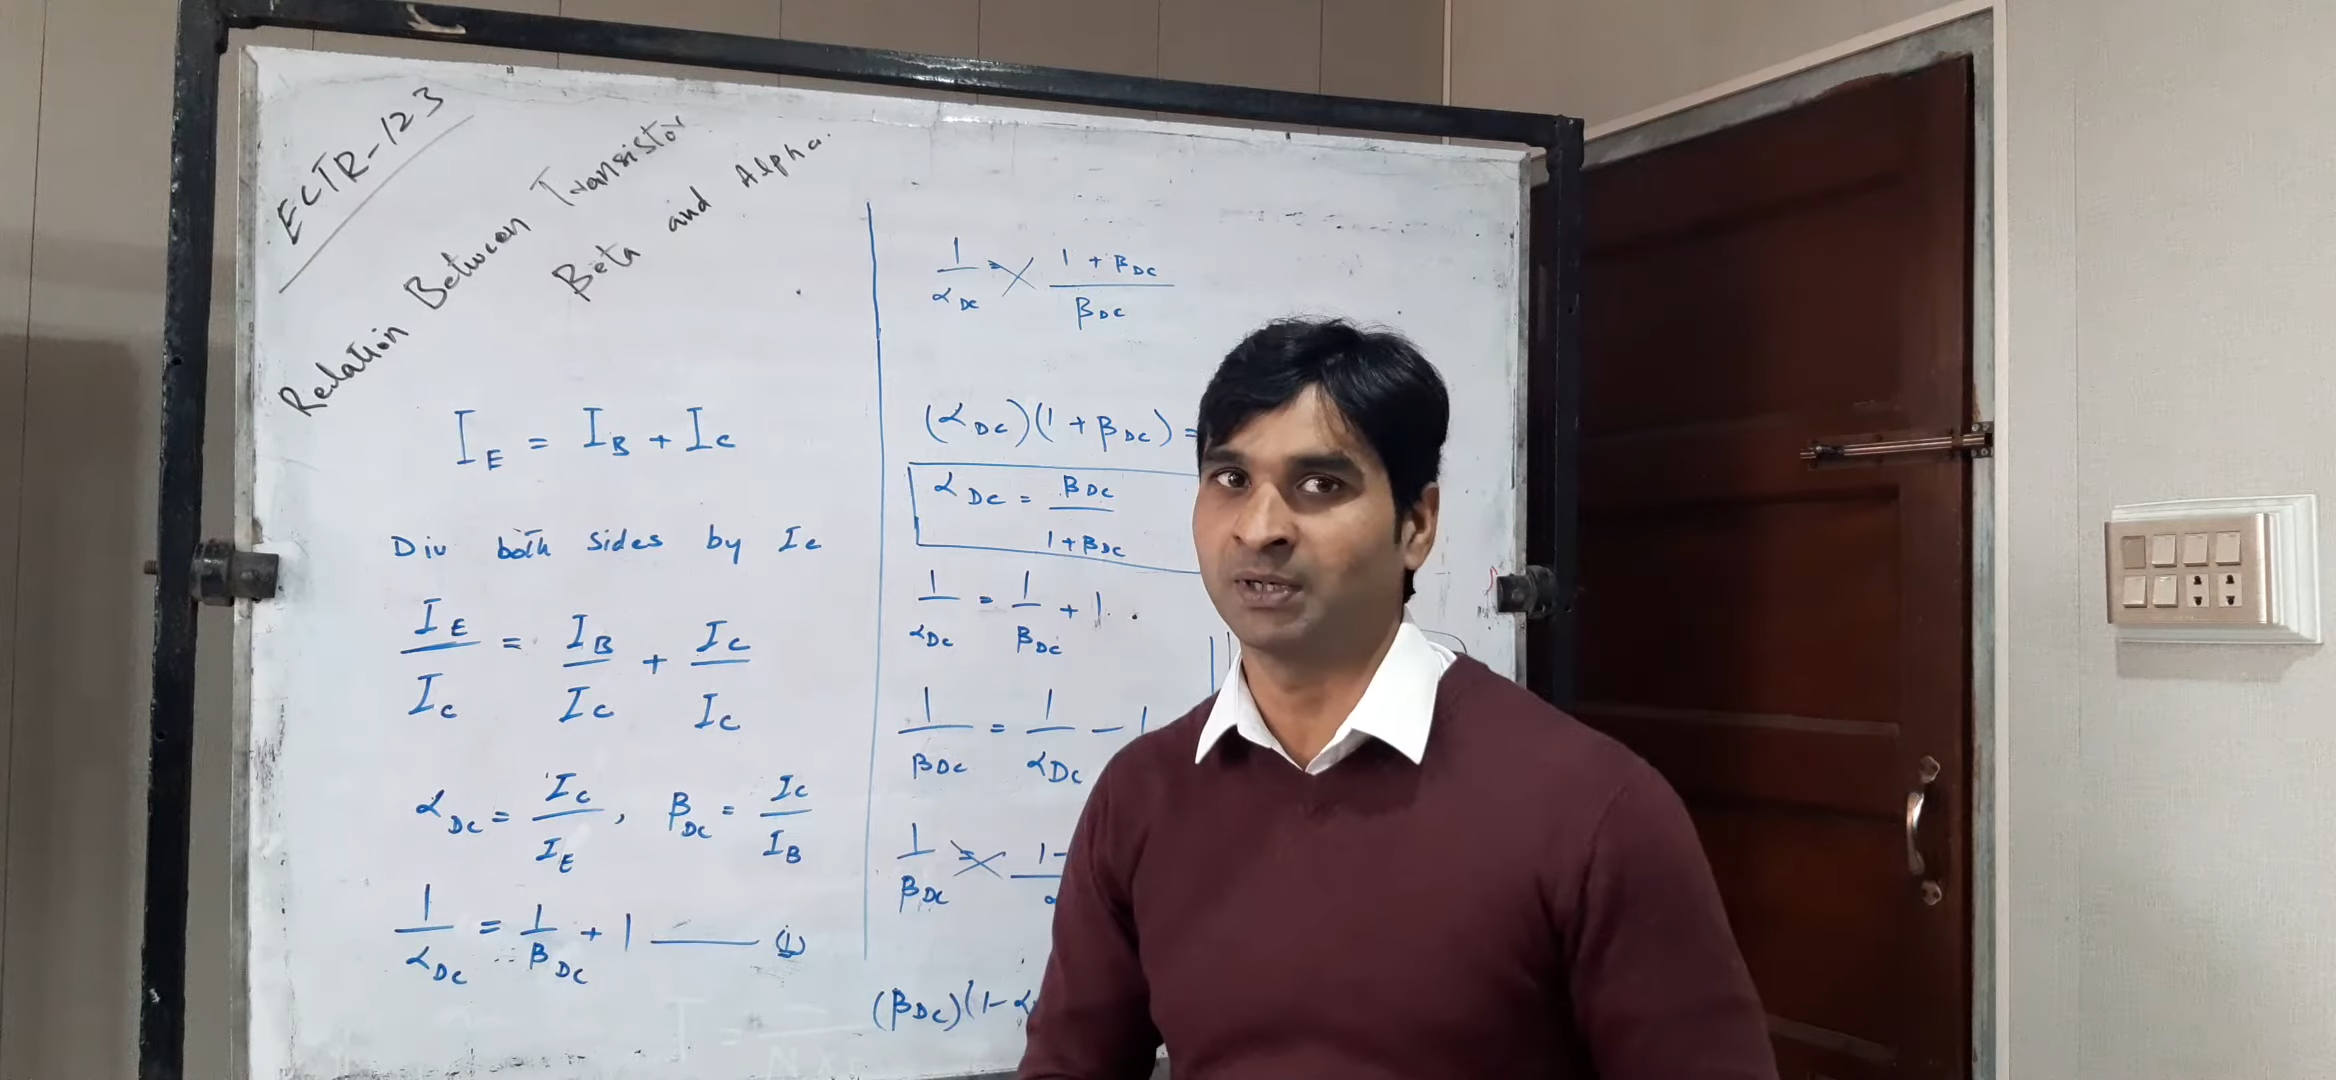 ECTR-123
Relation Between Transistor
Beta and Alpha.
I_E = I_B + I_C
Div both sides by I_C
I_E/I_C = I_B/I_C + I_C/I_C
α_DC = I_C/I_E , β_DC = I_C/I_B
1/α_DC = 1/β_DC + 1 —— (1)
1/α_DC = (1 + β_DC)/β_DC
(α_DC)(1 + β_DC) =
α_DC = β_DC/(1 + β_DC)
1/α_DC = 1/β_DC + 1.
1/β_DC = 1/α_DC - 1
1/β_DC = 1-
(β_DC)(1-α